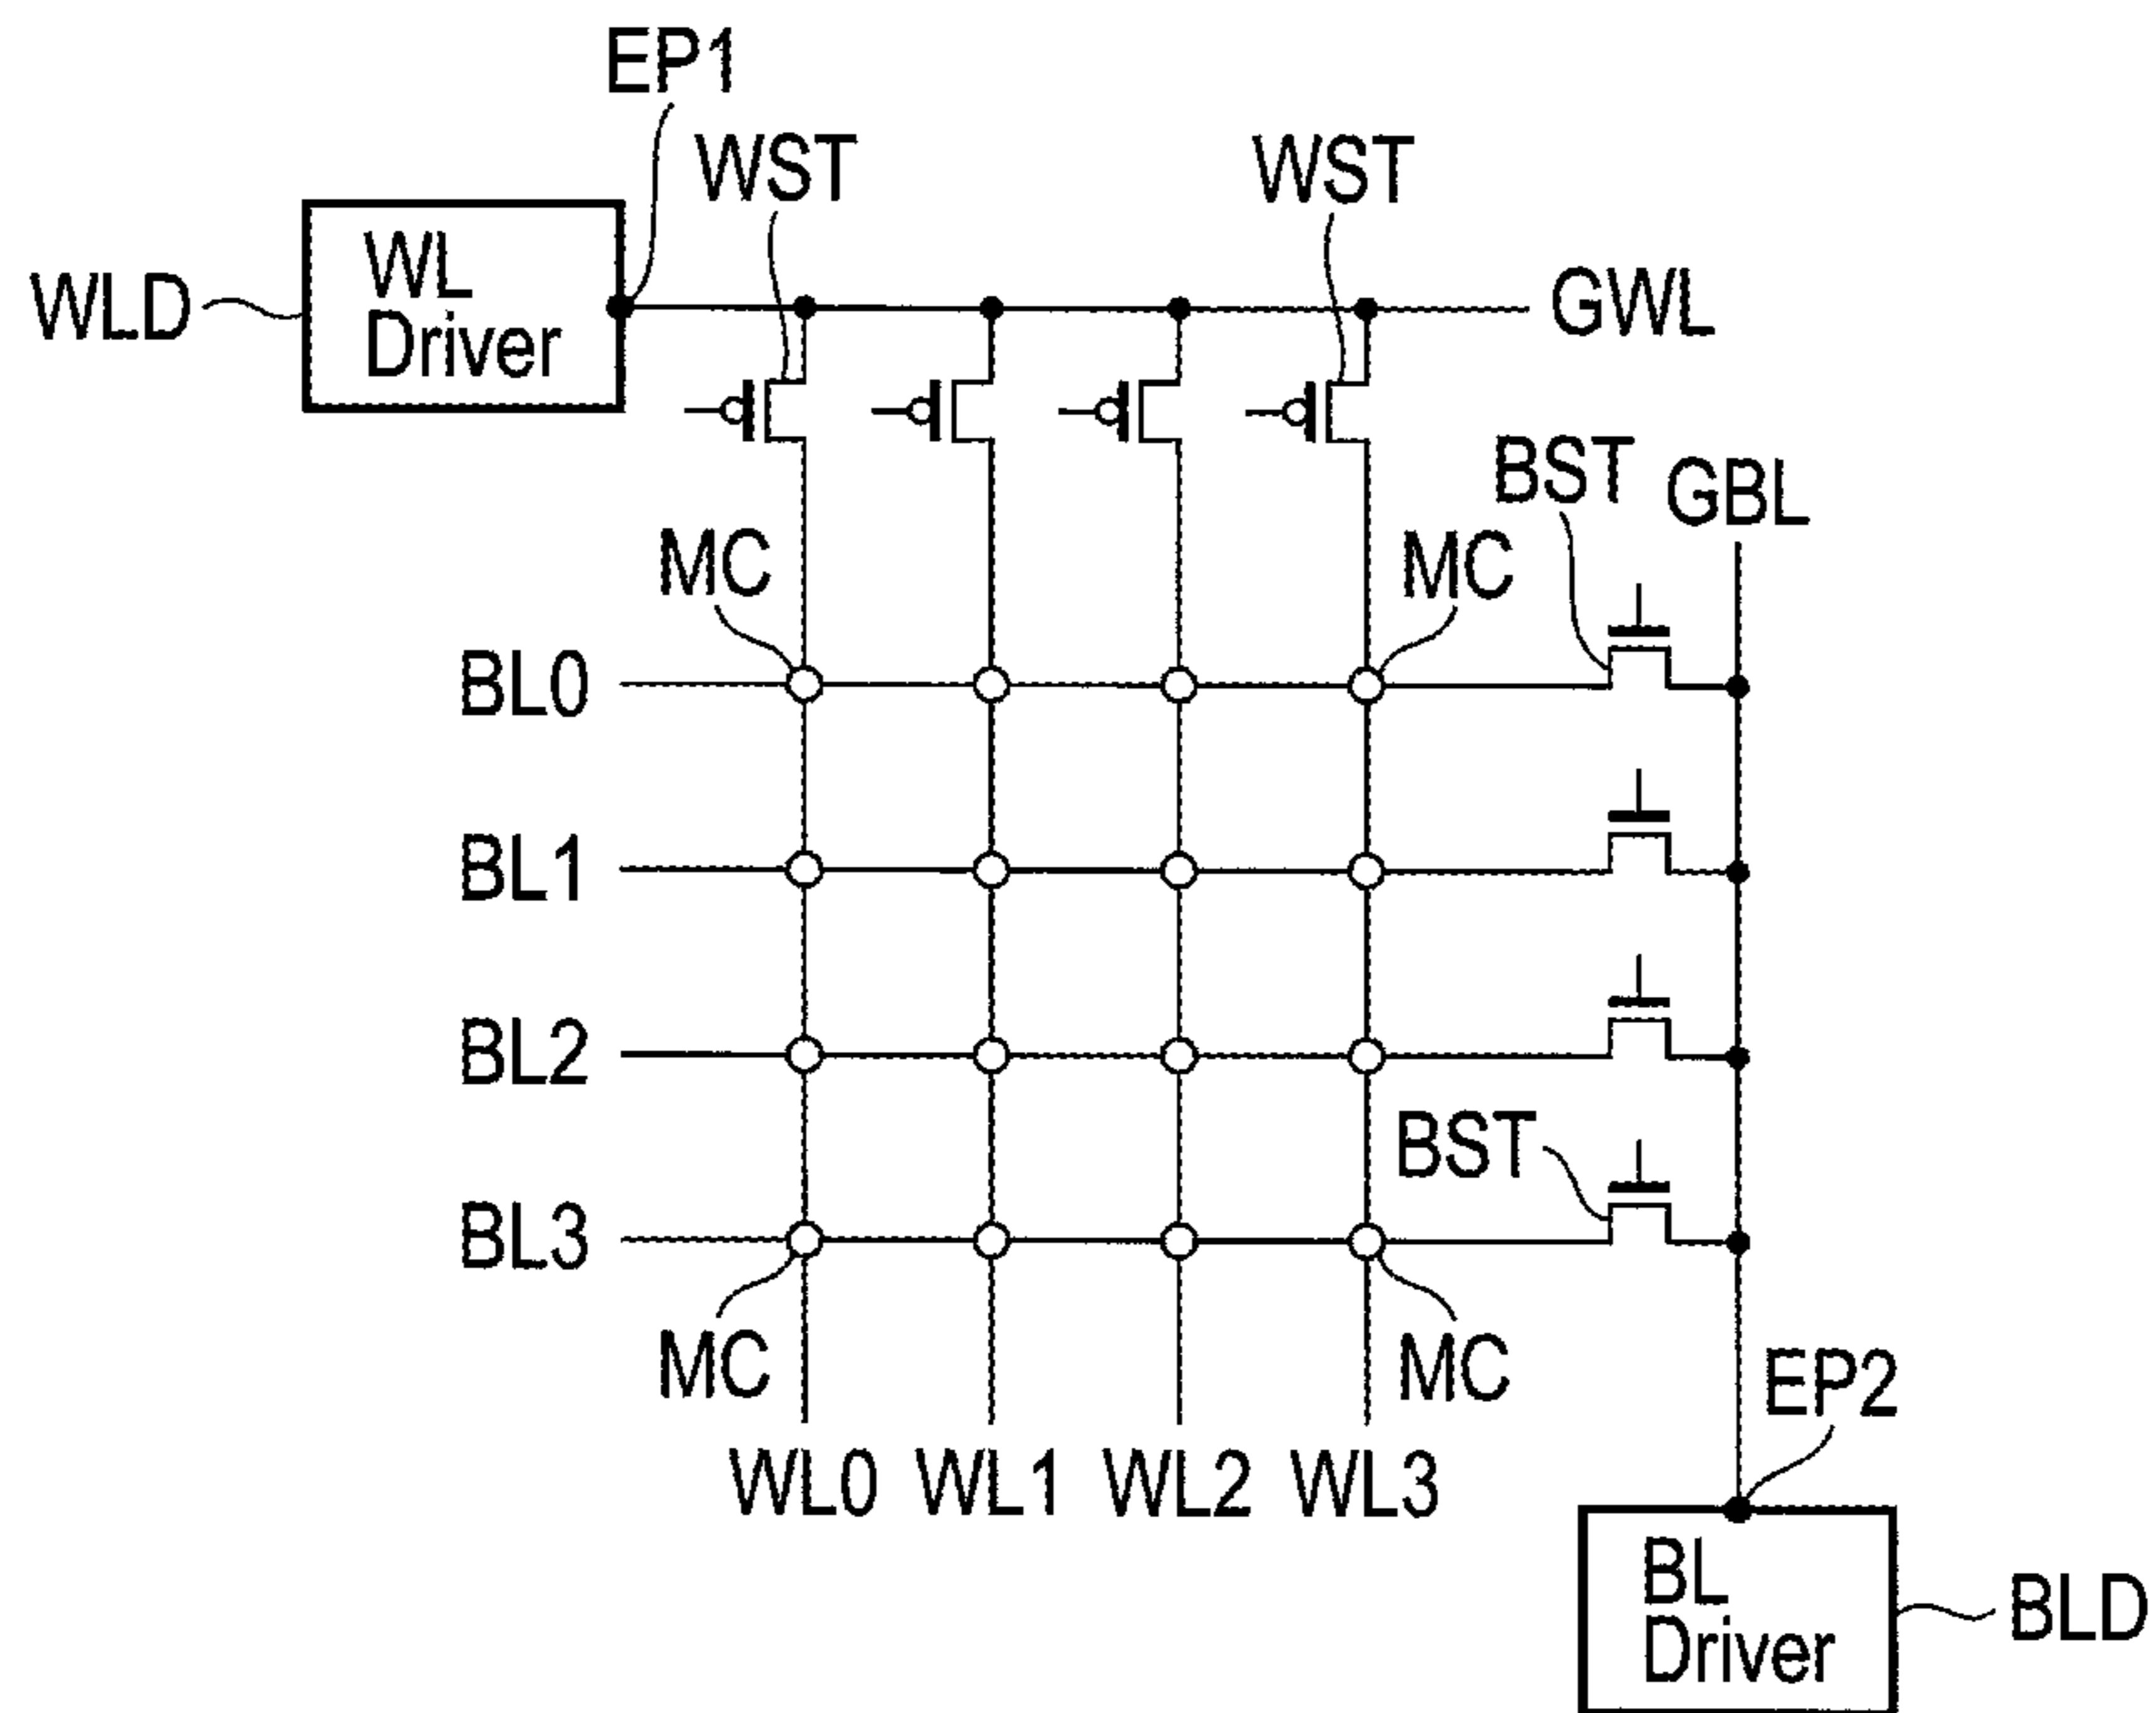 EP1
WST
WST
WL
Driver
WLD
GWL
BST
GBL
MC
MC
BL0
BL1
BL2
BST
BL3
MC
MC
EP2
WL0
WL1
WL2
WL3
BL
Driver
BLD